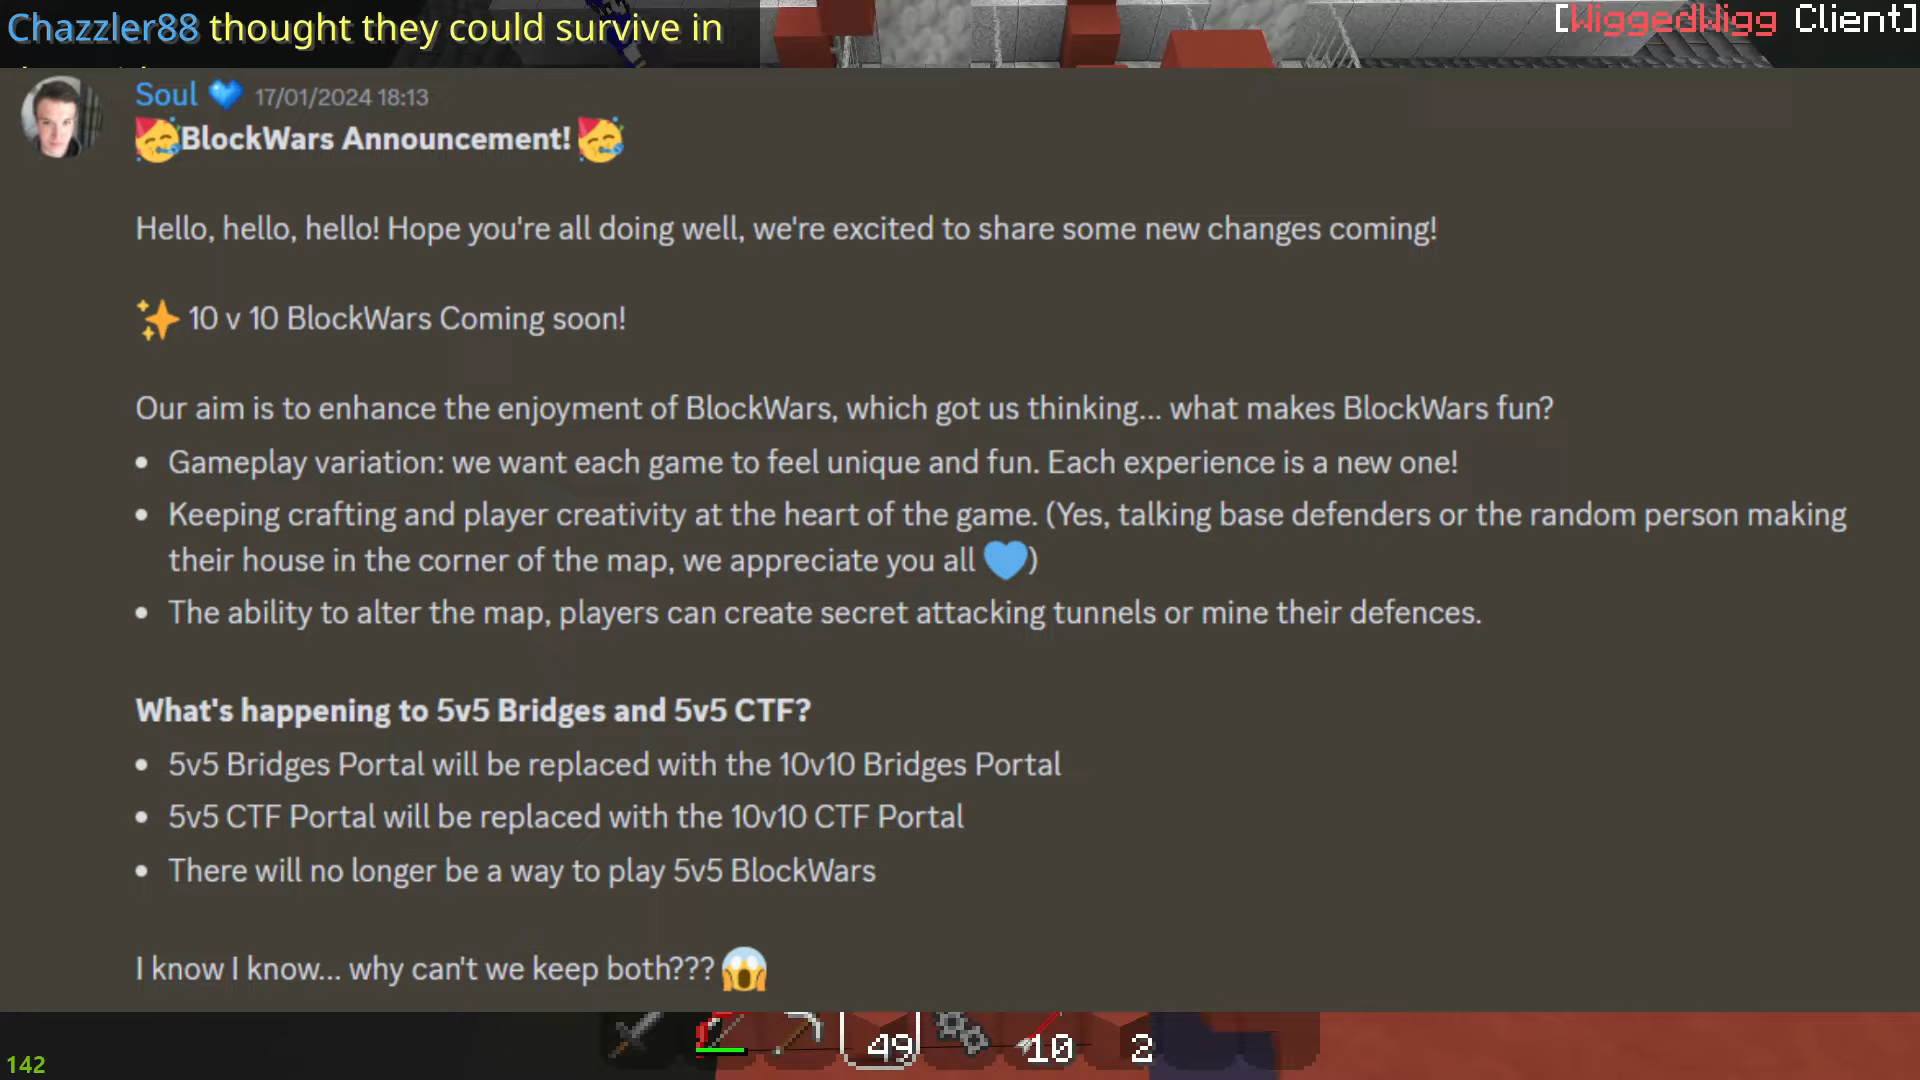 Chazzler88 thought they could survive in
[WiggedWigg Client]
Soul 💙 17/01/2024 18:13
🥳BlockWars Announcement!🥳
Hello, hello, hello! Hope you're all doing well, we're excited to share some new changes coming!
✨ 10 v 10 BlockWars Coming soon!
Our aim is to enhance the enjoyment of BlockWars, which got us thinking... what makes BlockWars fun?
• Gameplay variation: we want each game to feel unique and fun. Each experience is a new one!
• Keeping crafting and player creativity at the heart of the game. (Yes, talking base defenders or the random person making
their house in the corner of the map, we appreciate you all 💙)
• The ability to alter the map, players can create secret attacking tunnels or mine their defences.
What's happening to 5v5 Bridges and 5v5 CTF?
• 5v5 Bridges Portal will be replaced with the 10v10 Bridges Portal
• 5v5 CTF Portal will be replaced with the 10v10 CTF Portal
• There will no longer be a way to play 5v5 BlockWars
I know I know... why can't we keep both??? 😱
49 10 2
142